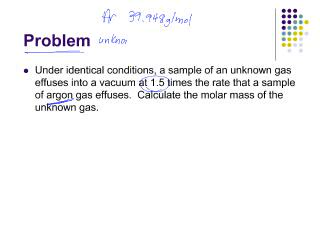 Ar 39.948g/mol
Problem unkno
Under identical conditions, a sample of an unknown gas
effuses into a vacuum at 1.5 times the rate that a sample
of argon gas effuses. Calculate the molar mass of the
unknown gas.